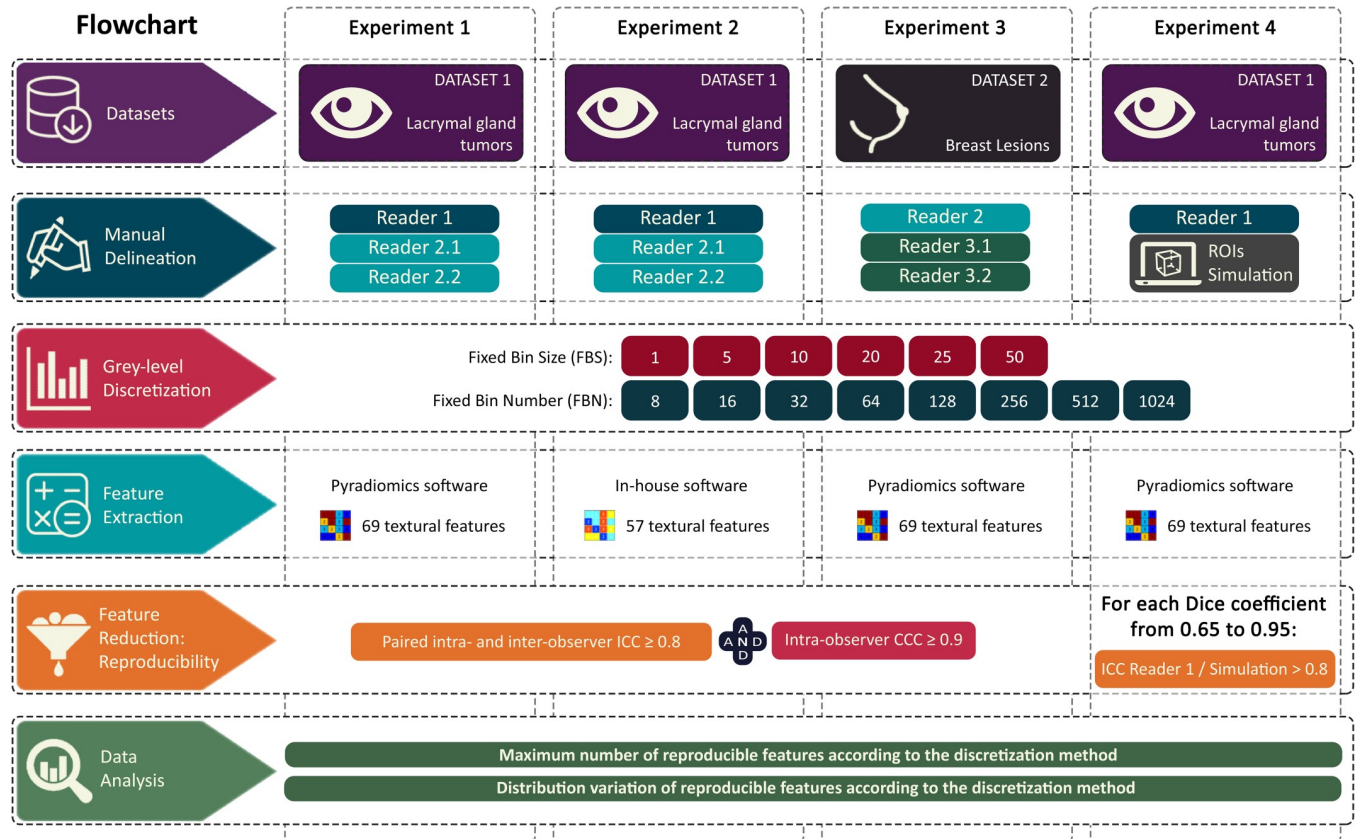 Flowchart
Experiment 1
Experiment 2
Experiment 3
Experiment 4
Datasets
DATASET 1
Lacrymal gland
tumors
DATASET 1
Lacrymal gland
tumors
DATASET 2
Breast Lesions
DATASET 1
Lacrymal gland
tumors
Manual
Delineation
Reader 1
Reader 2.1
Reader 2.2
Reader 1
Reader 2.1
Reader 2.2
Reader 2
Reader 3.1
Reader 3.2
Reader 1
ROIs
Simulation
Grey-level
Discretization
Fixed Bin Size (FBS): 1 5 10 20 25 50
Fixed Bin Number (FBN): 8 16 32 64 128 256 512 1024
Feature
Extraction
Pyradiomics software
69 textural features
In-house software
57 textural features
Pyradiomics software
69 textural features
Pyradiomics software
69 textural features
Feature
Reduction:
Reproducibility
Paired intra- and inter-observer ICC ≥ 0.8
AND
AND
Intra-observer CCC ≥ 0.9
For each Dice coefficient
from 0.65 to 0.95:
ICC Reader 1 / Simulation > 0.8
Data
Analysis
Maximum number of reproducible features according to the discretization method
Distribution variation of reproducible features according to the discretization method